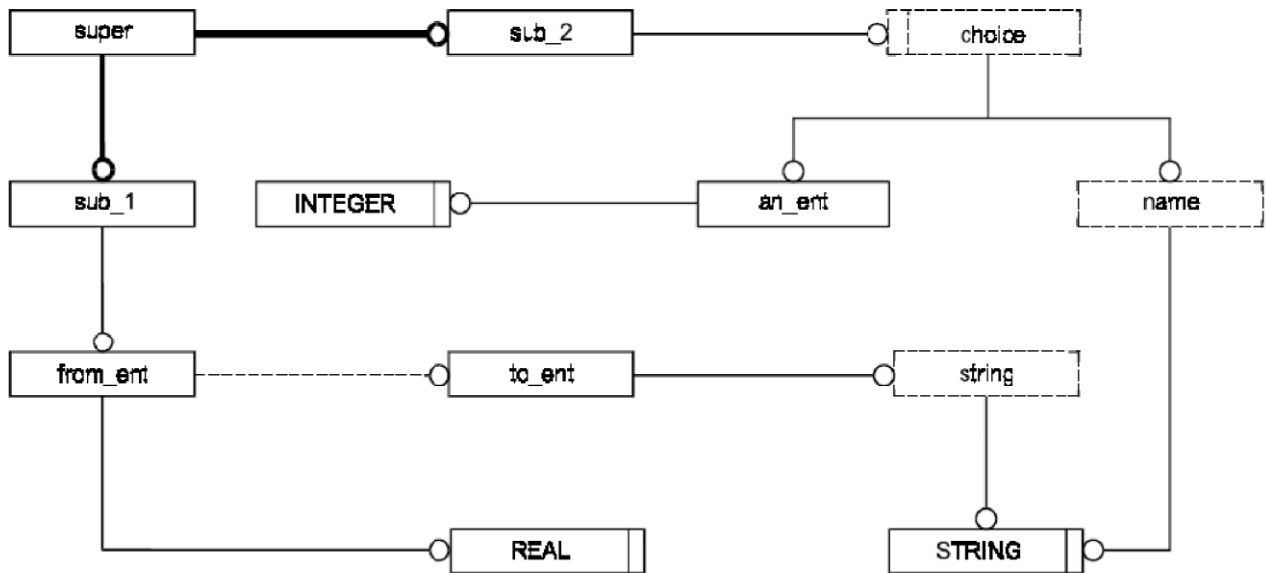 super
sub_2
choice
sub_1
INTEGER
an_ent
name
from_ent
to_ent
string
REAL
STRING